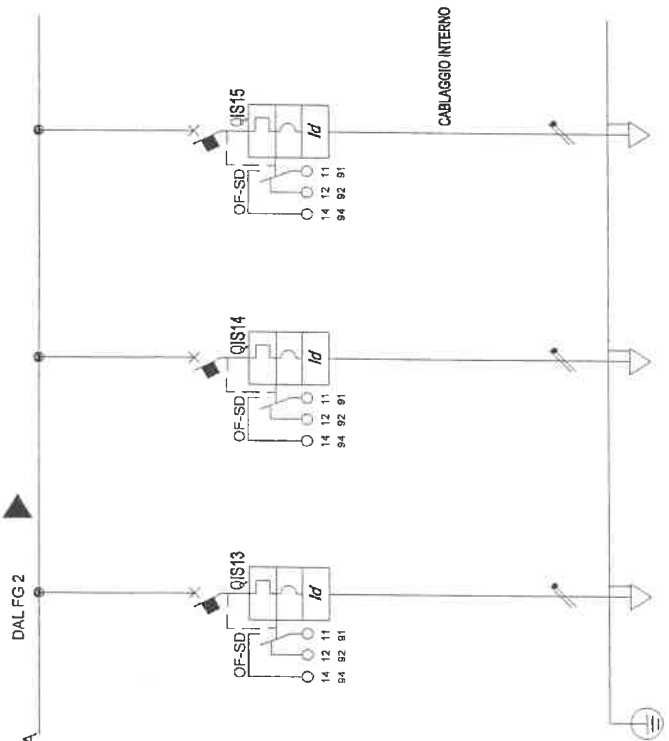 DAL FG 2
A
QIS13
OF-SD
Id
14 12 11
94 92 91
QIS14
OF-SD
Id
14 12 11
94 92 91
QIS15
OF-SD
Id
14 12 11
94 92 91
CABLAGGIO INTERNO